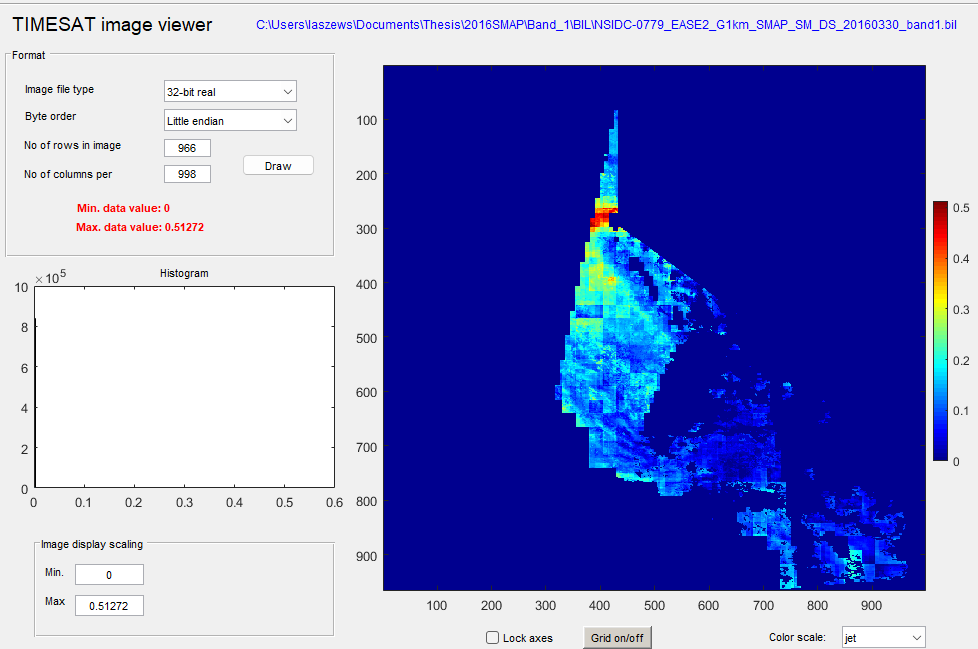 TIMESAT image viewer
C:\Users\laszews\Documents\Thesis\2016SMAP\Band_1\BIL\NSIDC-0779_EASE2_G1km_SMAP_SM_DS_20160330_band1.bil
Format
Image file type
32-bit real
Byte order
Little endian
No of rows in image
966
No of columns per
998
Draw
Min. data value: 0
Max. data value: 0.51272
Histogram
× 10^5
10
8
6
4
2
0
0 0.1 0.2 0.3 0.4 0.5 0.6
Image display scaling
Min.
0
Max
0.51272
100
200
300
400
500
600
700
800
900
100 200 300 400 500 600 700 800 900
0.5
0.4
0.3
0.2
0.1
0
Lock axes
Grid on/off
Color scale:
jet